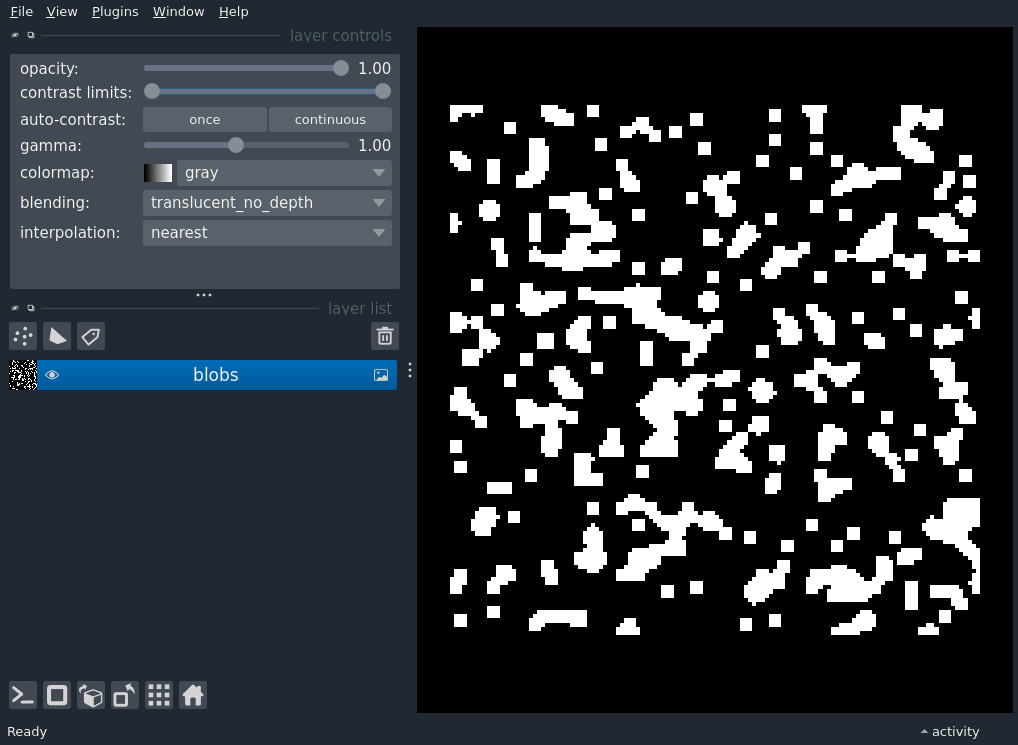 File View Plugins Window Help
layer controls
opacity: 1.00
contrast limits:
auto-contrast: once continuous
gamma: 1.00
colormap: gray
blending: translucent_no_depth
interpolation: nearest
layer list
blobs
Ready activity